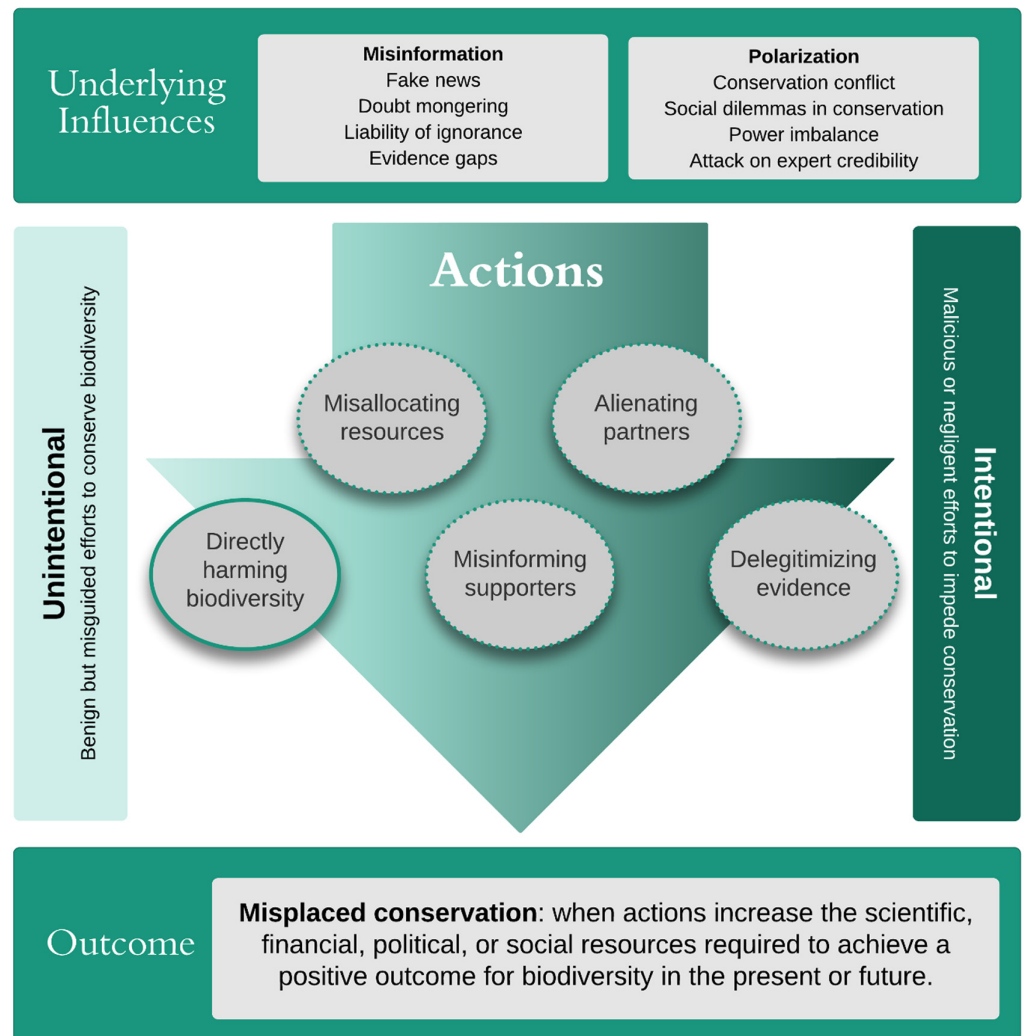 Underlying
Influences
Misinformation
Fake news
Doubt mongering
Liability of ignorance
Evidence gaps
Polarization
Conservation conflict
Social dilemmas in conservation
Power imbalance
Attack on expert credibility
Unintentional
Benign but misguided efforts to conserve biodiversity
Actions
Misallocating
resources
Alienating
partners
Directly
harming
biodiversity
Misinforming
supporters
Delegitimizing
evidence
Intentional
Malicious or negligent efforts to impede conservation
Outcome
Misplaced conservation: when actions increase the scientific,
financial, political, or social resources required to achieve a
positive outcome for biodiversity in the present or future.